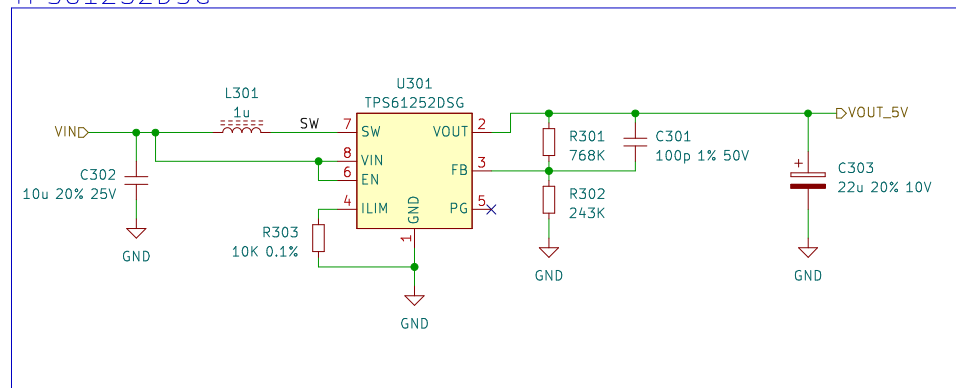 TPS61252DSG
L301
1u
U301
TPS61252DSG
VIN
SW
7
SW
VOUT
2
VOUT_5V
8
VIN
6
EN
FB
3
4
ILIM
GND
PG
5
1
R301
768K
C301
100p 1% 50V
C302
10u 20% 25V
R302
243K
+
C303
22u 20% 10V
R303
10K 0.1%
GND
GND
GND
GND